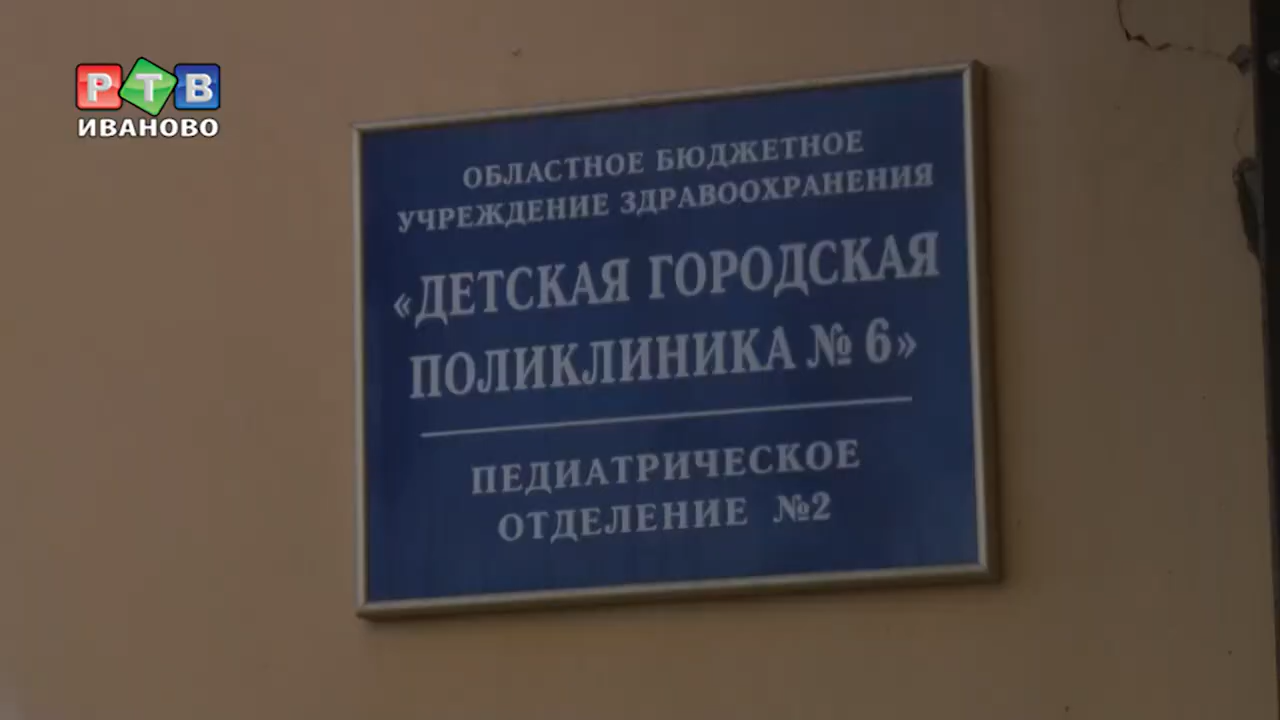 РТВ
ИВАНОВО
ОБЛАСТНОЕ БЮДЖЕТНОЕ
УЧРЕЖДЕНИЕ ЗДРАВООХРАНЕНИЯ
«ДЕТСКАЯ ГОРОДСКАЯ
ПОЛИКЛИНИКА № 6»
ПЕДИАТРИЧЕСКОЕ
ОТДЕЛЕНИЕ №2